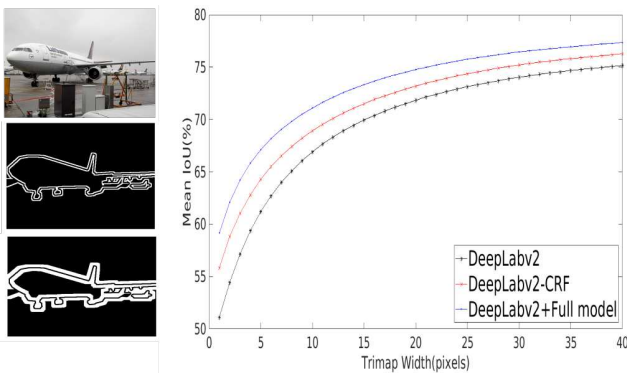 80
75
70
65
60
55
50
Mean IoU(%)
0 5 10 15 20 25 30 35 40
Trimap Width(pixels)
DeepLabv2
DeepLabv2-CRF
DeepLabv2+Full model